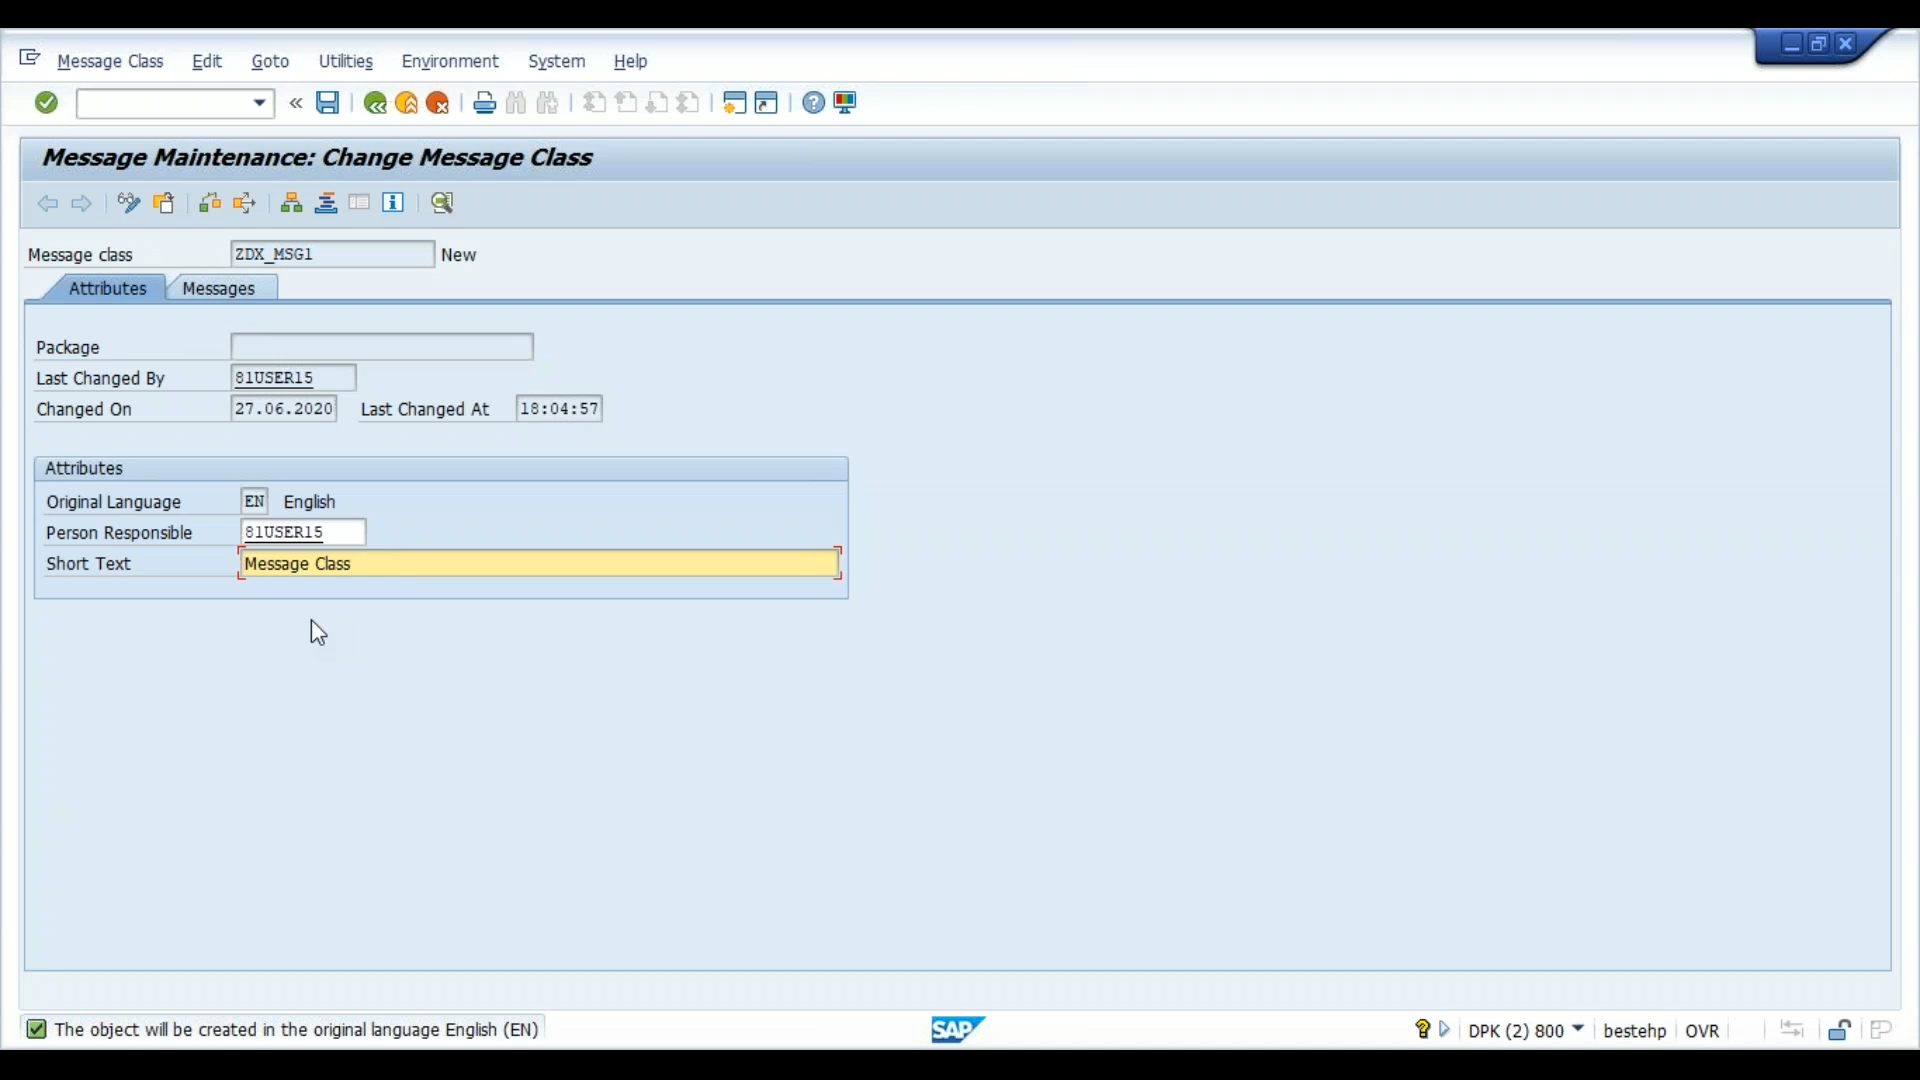 Message Class Edit Goto Utilities Environment System Help
Message Maintenance: Change Message Class
Message class ZDX_MSG1 New
Attributes Messages
Package
Last Changed By 81USER15
Changed On 27.06.2020 Last Changed At 18:04:57
Attributes
Original Language EN English
Person Responsible 81USER15
Short Text Message Class
The object will be created in the original language English (EN) SAP DPK (2) 800 bestehp OVR